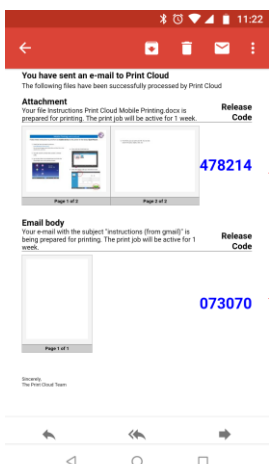 11:22
You have sent an e-mail to Print Cloud
The following files have been successfully processed by Print Cloud
Attachment
Your file Instructions Print Cloud Mobile Printing.docx is
prepared for printing. The print job will be active for 1 week.
Release
Code
478214
Page 1 of 2
Page 2 of 2
Email body
Your e-mail with the subject "instructions (from gmail)" is
being prepared for printing. The print job will be active for 1
week.
Release
Code
073070
Page 1 of 1
Sincerely,
The Print Cloud Team